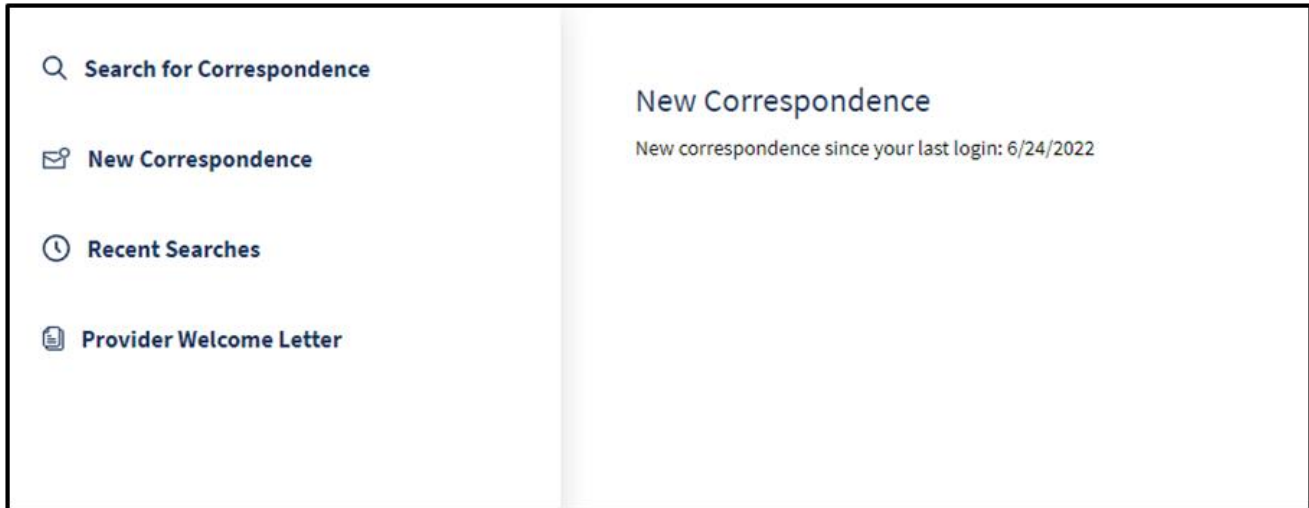 Search for Correspondence
New Correspondence
Recent Searches
Provider Welcome Letter
New Correspondence
New correspondence since your last login: 6/24/2022